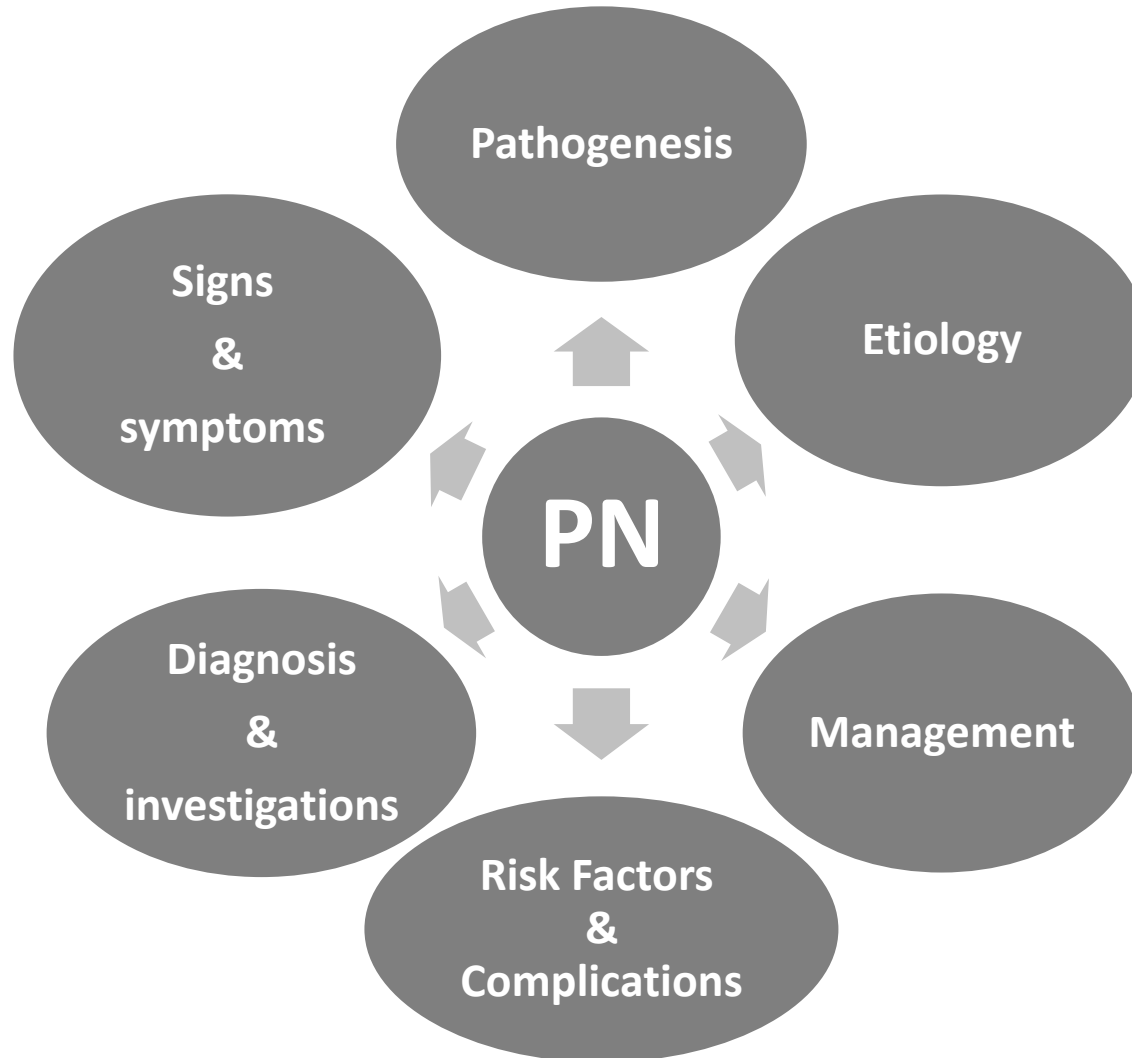 Pathogenesis
Signs
&
symptoms
Etiology
PN
Diagnosis
&
investigations
Management
Risk Factors
&
Complications